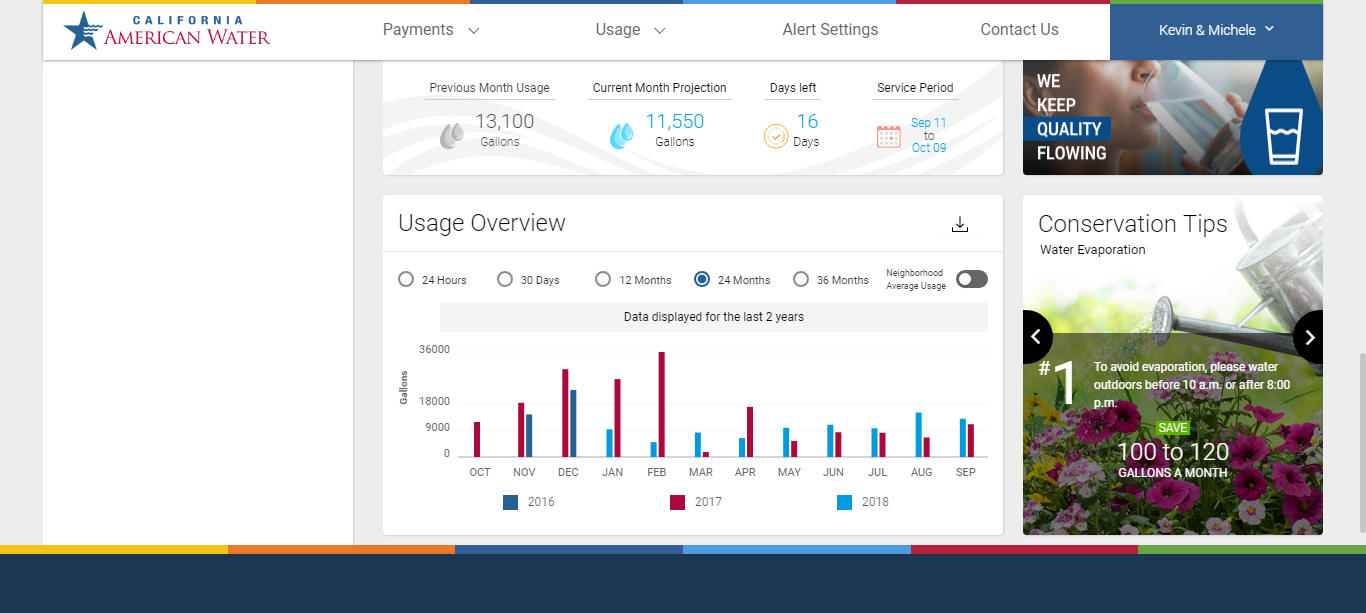 CALIFORNIA
AMERICAN WATER
Payments
Usage
Alert Settings
Contact Us
Kevin & Michele
Previous Month Usage
13,100
Gallons
Current Month Projection
11,550
Gallons
Days left
16
Days
Service Period
Sep 11
to
Oct 09
WE
KEEP
QUALITY
FLOWING
Usage Overview
24 Hours
30 Days
12 Months
24 Months
36 Months
Neighborhood
Average Usage
Data displayed for the last 2 years
Gallons
36000
18000
9000
0
OCT NOV DEC JAN FEB MAR APR MAY JUN JUL AUG SEP
2016 2017 2018
Conservation Tips
Water Evaporation
#1
To avoid evaporation, please water
outdoors before 10 a.m. or after 8:00
p.m.
SAVE
100 to 120
GALLONS A MONTH